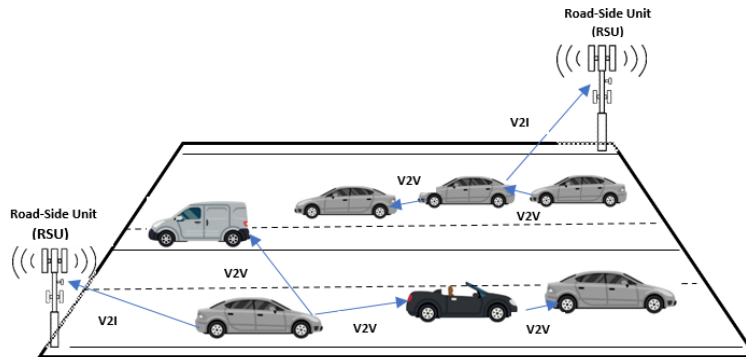 Road-Side Unit
(RSU)
V2I
V2V
V2V
Road-Side Unit
(RSU)
V2V
V2I
V2V
V2V